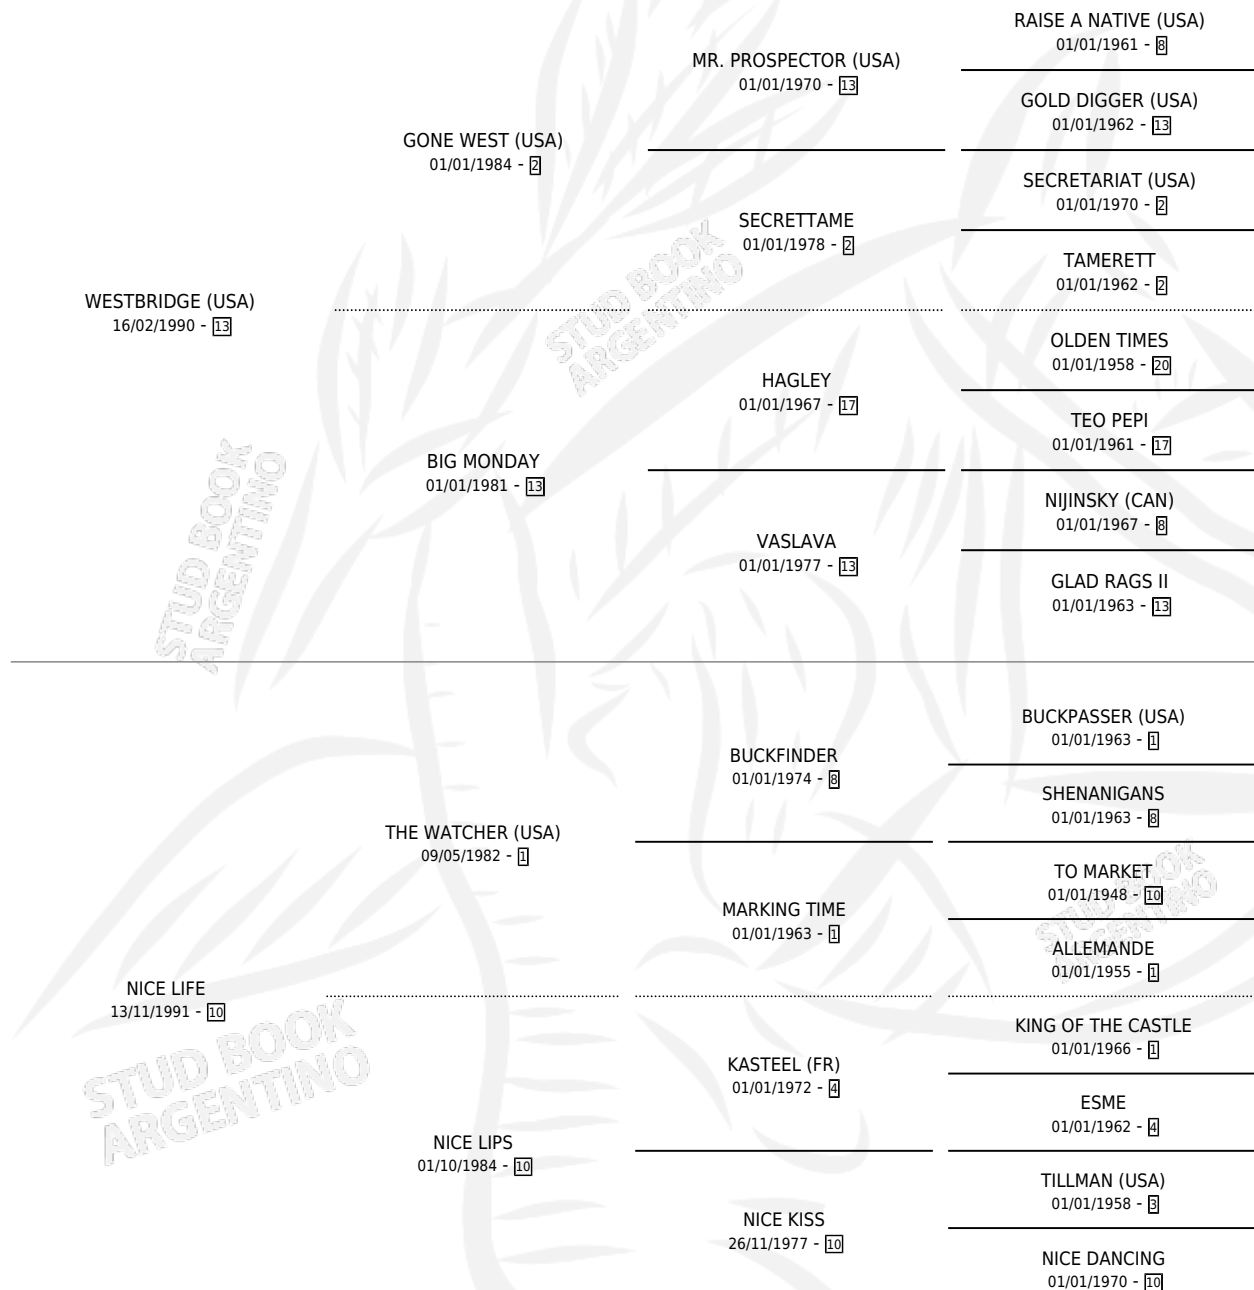 RAISE A NATIVE (USA)
01/01/1961 - 8
MR. PROSPECTOR (USA)
01/01/1970 - 13
GOLD DIGGER (USA)
01/01/1962 - 13
GONE WEST (USA)
01/01/1984 - 2
SECRETARIAT (USA)
01/01/1970 - 2
SECRETTAME
01/01/1978 - 2
TAMERETT
01/01/1962 - 2
WESTBRIDGE (USA)
16/02/1990 - 13
STUD BOOK
ARGENTINO
OLDEN TIMES
01/01/1958 - 20
HAGLEY
01/01/1967 - 17
TEO PEPI
01/01/1961 - 17
BIG MONDAY
01/01/1981 - 13
NIJINSKY (CAN)
01/01/1967 - 8
VASLAVA
01/01/1977 - 13
GLAD RAGS II
01/01/1963 - 13
STUD BOOK
ARGENTINO
BUCKPASSER (USA)
01/01/1963 - 1
BUCKFINDER
01/01/1974 - 8
SHENANIGANS
01/01/1963 - 8
THE WATCHER (USA)
09/05/1982 - 1
TO MARKET
01/01/1948 - 10
MARKING TIME
01/01/1963 - 1
ALLEMANDE
01/01/1955 - 1
STUD BOOK
ARGENTINO
NICE LIFE
13/11/1991 - 10
KING OF THE CASTLE
01/01/1966 - 1
KASTEEL (FR)
01/01/1972 - 4
ESME
01/01/1962 - 4
STUD BOOK
ARGENTINO
NICE LIPS
01/10/1984 - 10
TILLMAN (USA)
01/01/1958 - 3
NICE KISS
26/11/1977 - 10
NICE DANCING
01/01/1970 - 10